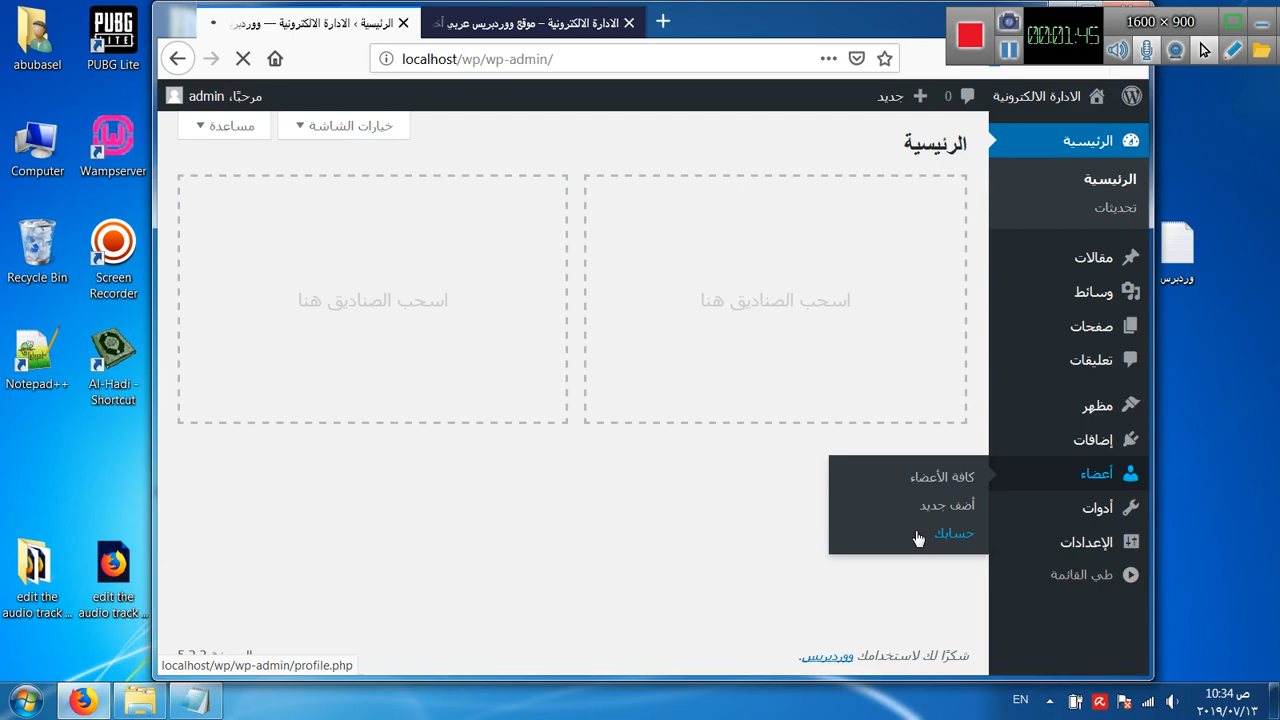 abubasel
PUBG Lite
Computer
Wampserver
Recycle Bin
Screen
Recorder
Notepad++
Al-Hadi -
Shortcut
edit the
audio track ...
edit the
audio track ...
وردبرس
الرئيسية ‹ الادارة الالكترونية — ووردبريس
الادارة الالكترونية – موقع ووردبريس عربي
localhost/wp/wp-admin/
00:01:45
1600 × 900
الادارة الالكترونية
0
جديد
مرحبًا، admin
خيارات الشاشة
مساعدة
الرئيسية
اسحب الصناديق هنا
اسحب الصناديق هنا
الرئيسية
الرئيسية
تحديثات
مقالات
وسائط
صفحات
تعليقات
مظهر
إضافات
أعضاء
كافة الأعضاء
أضف جديد
حسابك
أدوات
الإعدادات
طي القائمة
شكرًا لك لاستخدامك ووردبريس.
5.2.2
localhost/wp/wp-admin/profile.php
EN
10:34 ص
٢٠١٩/٠٧/١٣